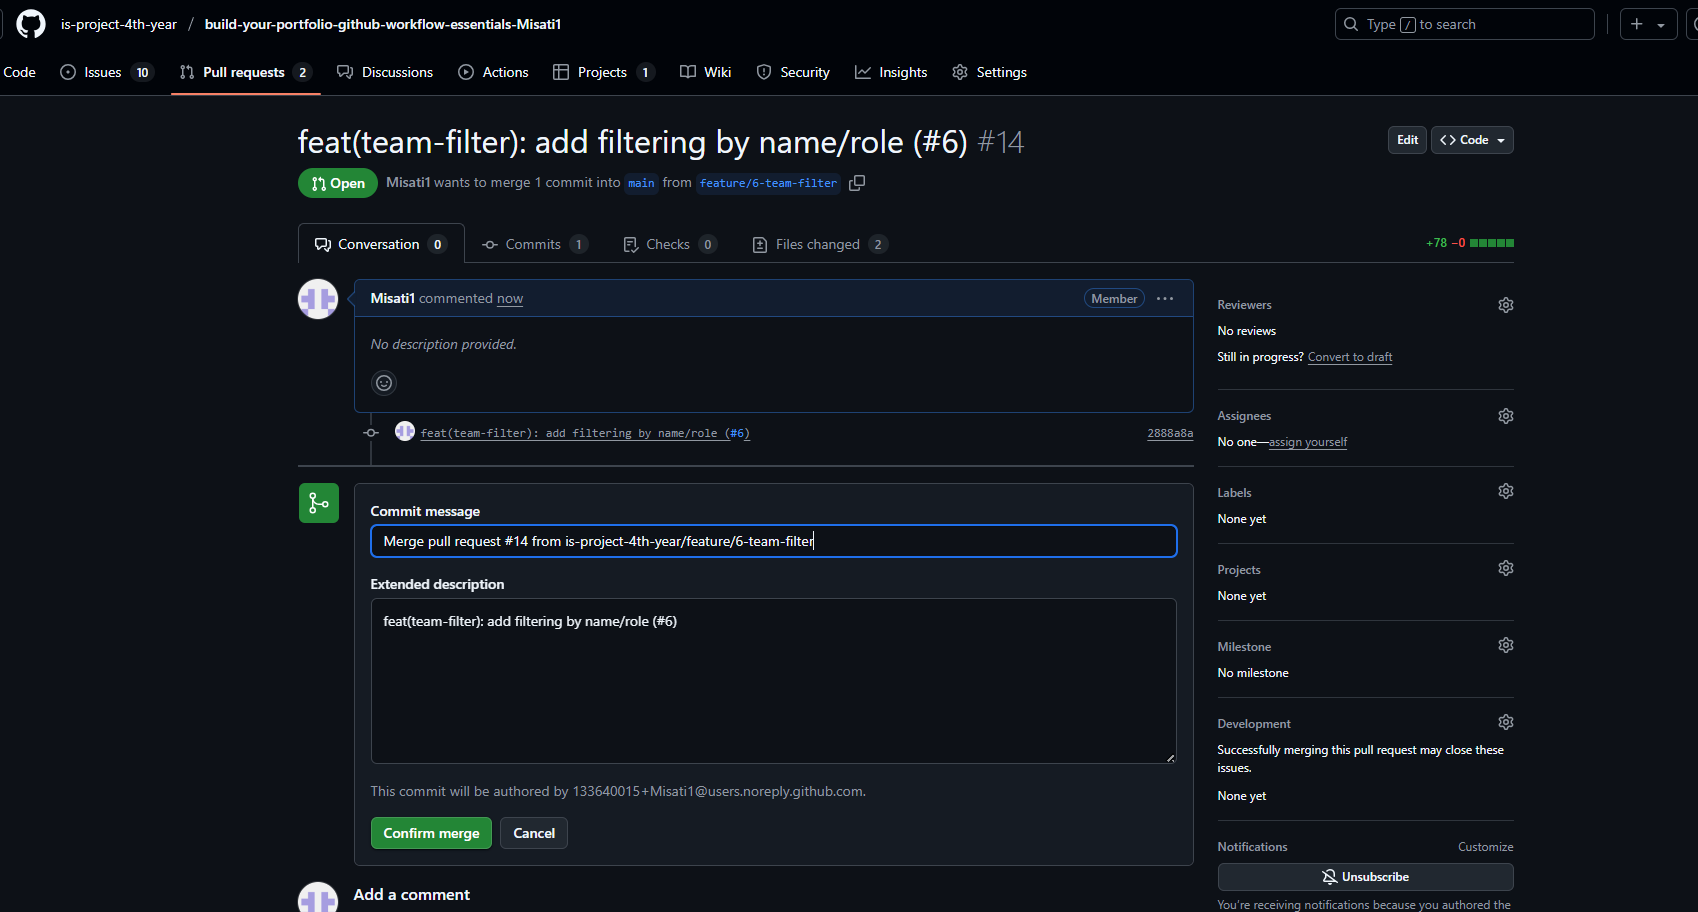 is-project-4th-year / build-your-portfolio-github-workflow-essentials-Misati1
Type / to search
Code Issues 10 Pull requests 2 Discussions Actions Projects 1 Wiki Security Insights Settings
feat(team-filter): add filtering by name/role (#6) #14
Edit <> Code
Open Misati1 wants to merge 1 commit into main from feature/6-team-filter
Conversation 0 Commits 1 Checks 0 Files changed 2
+78 −0
Misati1 commented now
Member
No description provided.
feat(team-filter): add filtering by name/role (#6)
2888a8a
Commit message
Merge pull request #14 from is-project-4th-year/feature/6-team-filter
Extended description
feat(team-filter): add filtering by name/role (#6)
This commit will be authored by 133640015+Misati1@users.noreply.github.com.
Confirm merge Cancel
Add a comment
Reviewers
No reviews
Still in progress? Convert to draft
Assignees
No one—assign yourself
Labels
None yet
Projects
None yet
Milestone
No milestone
Development
Successfully merging this pull request may close these
issues.
None yet
Notifications
Customize
Unsubscribe
You're receiving notifications because you authored the